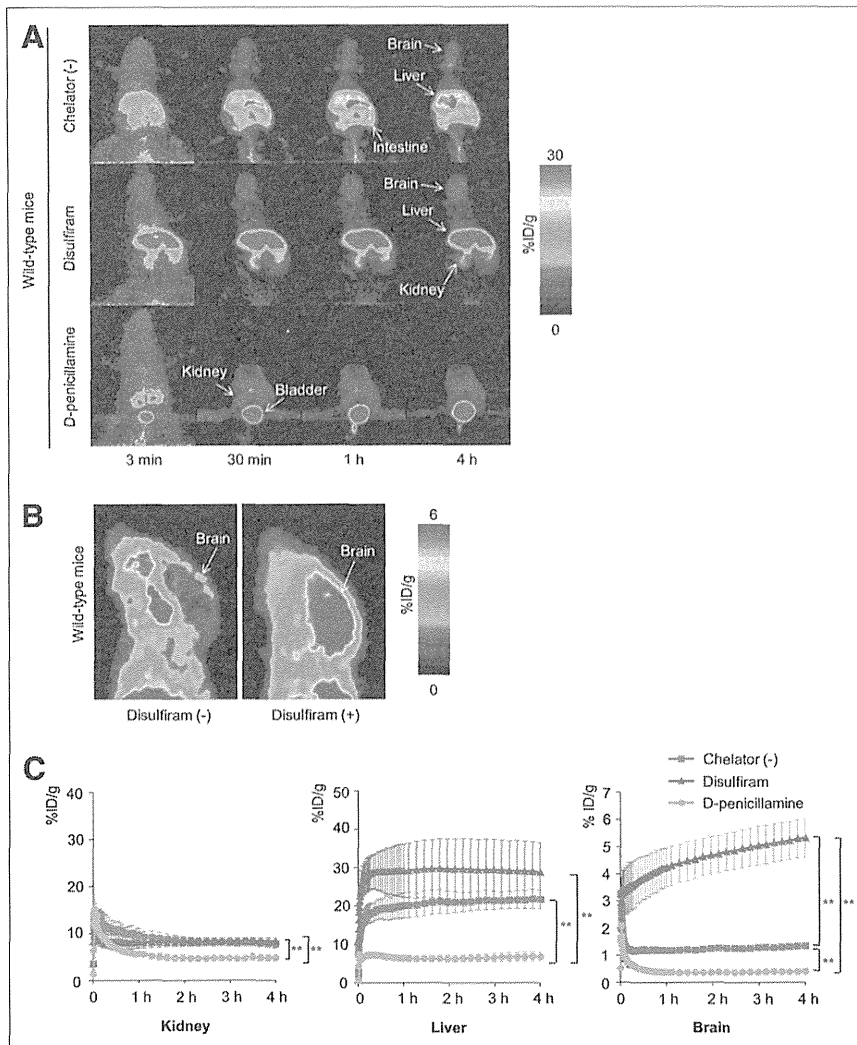 A
Wild-type mice
Chelator (-)
Disulfiram
D-penicillamine
Brain
Liver
Intestine
Brain
Liver
Kidney
Kidney
Bladder
3 min
30 min
1 h
4 h
30
%ID/g
0
B
Wild-type mice
Brain
Brain
Disulfiram (-)
Disulfiram (+)
6
%ID/g
0
C
Chelator (-)
Disulfiram
D-penicillamine
%ID/g
40
30
20
10
0
0
1 h
2 h
3 h
4 h
**
**
Kidney
%ID/g
50
40
30
20
10
0
0
1 h
2 h
3 h
4 h
**
**
Liver
% ID/g
7
6
5
4
3
2
1
0
0
1 h
2 h
3 h
4 h
**
**
**
Brain